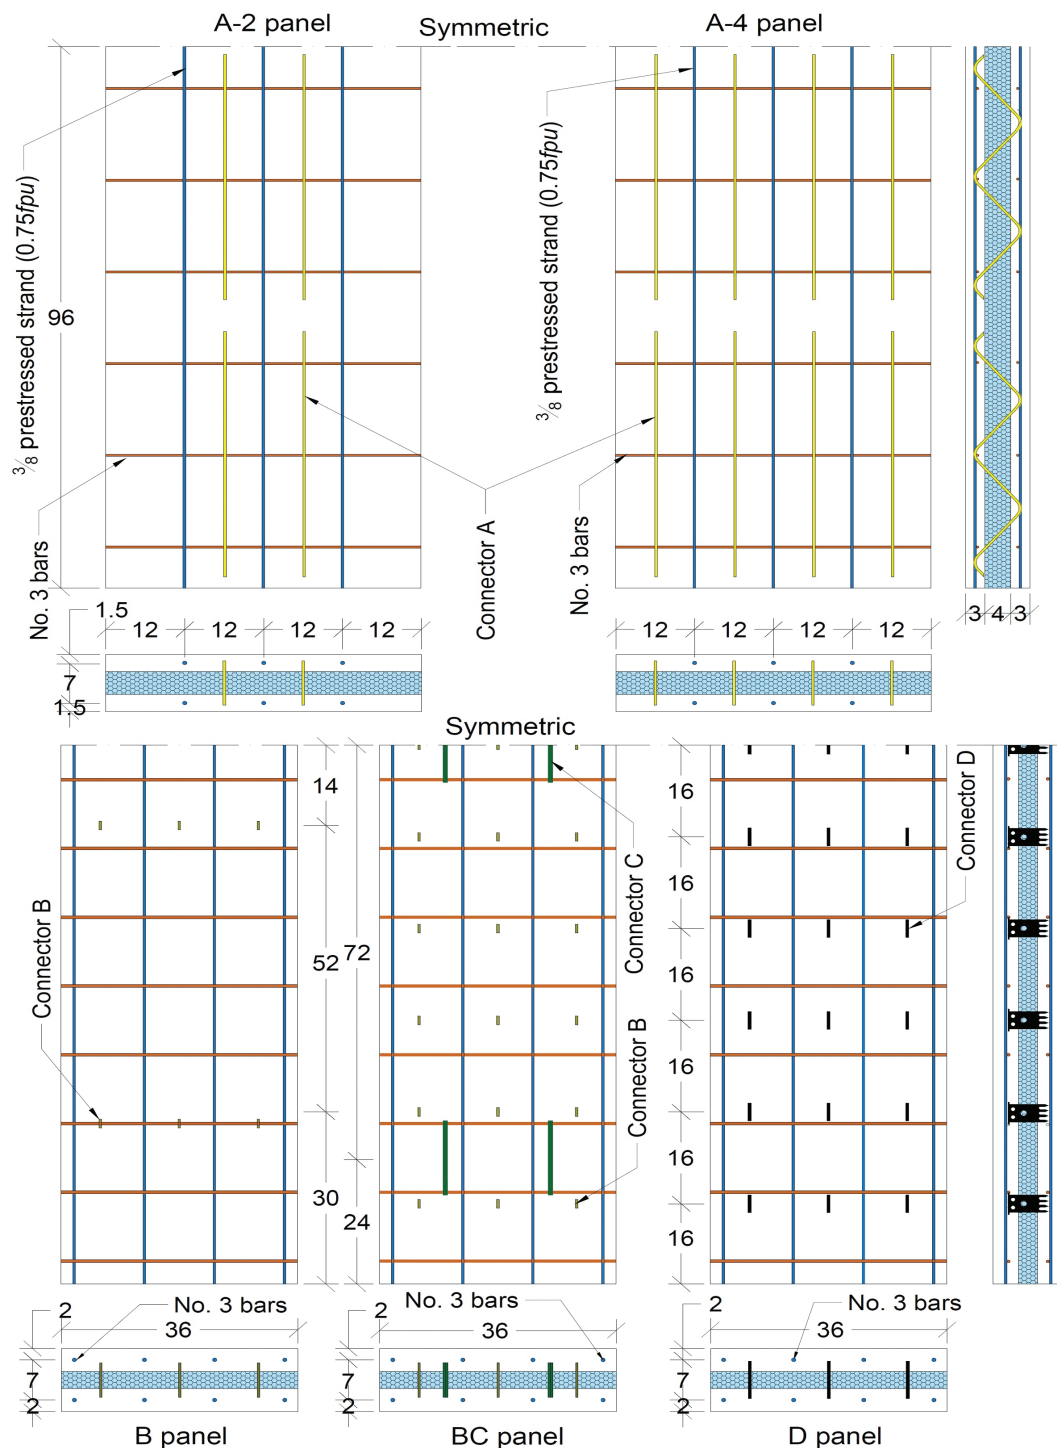 A-2 panel
Symmetric
A-4 panel
3/8 prestressed strand (0.75fpu)
3/8 prestressed strand (0.75fpu)
96
No. 3 bars
Connector A
No. 3 bars
3 4 3
1.5
12 12 12 12
12 12 12 12
7
1.5
Symmetric
14
52
30
72
24
16
16
16
16
16
16
Connector B
Connector C
Connector B
Connector D
2
No. 3 bars
36
7
2
2
No. 3 bars
36
7
2
2
No. 3 bars
36
7
2
B panel
BC panel
D panel